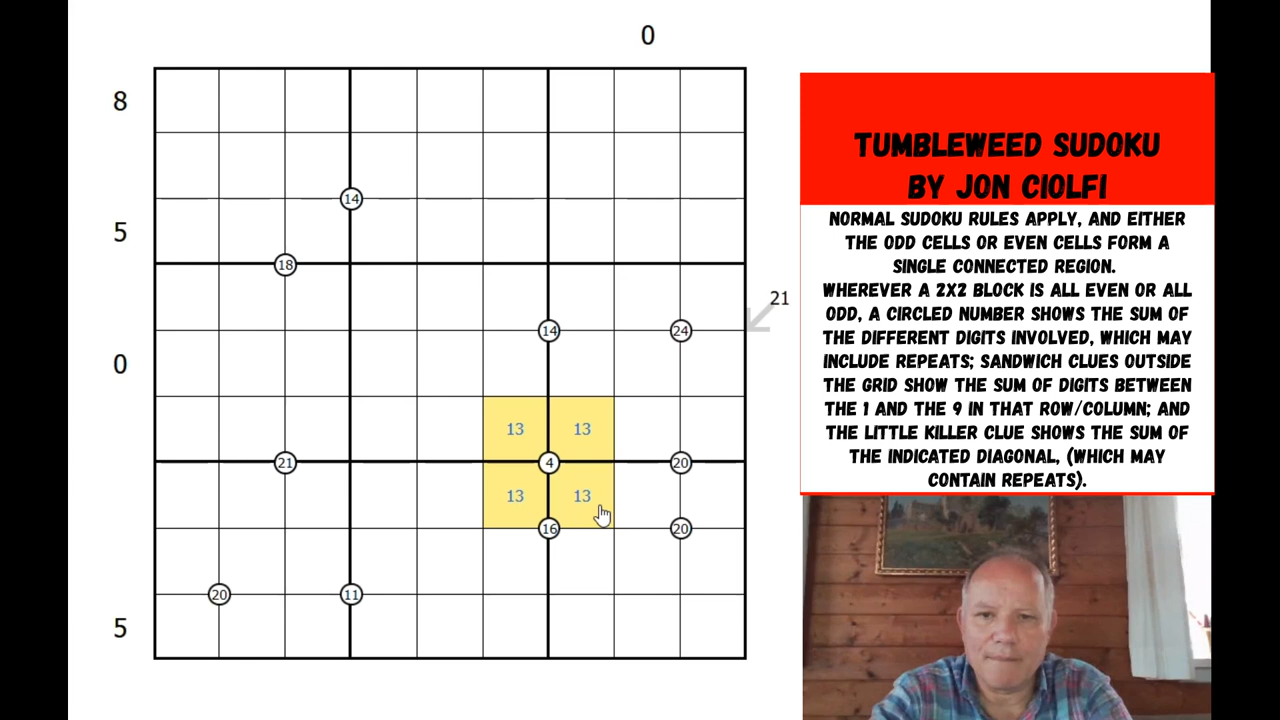 0
8
TUMBLEWEED SUDOKU
BY JON CIOLFI
14
NORMAL SUDOKU RULES APPLY, AND EITHER
5
THE ODD CELLS OR EVEN CELLS FORM A
18
SINGLE CONNECTED REGION.
WHEREVER A 2X2 BLOCK IS ALL EVEN OR ALL
21
ODD, A CIRCLED NUMBER SHOWS THE SUM OF
14 24
THE DIFFERENT DIGITS INVOLVED, WHICH MAY
0
INCLUDE REPEATS; SANDWICH CLUES OUTSIDE
THE GRID SHOW THE SUM OF DIGITS BETWEEN
THE 1 AND THE 9 IN THAT ROW/COLUMN; AND
13 13
THE LITTLE KILLER CLUE SHOWS THE SUM OF
21 4 20
THE INDICATED DIAGONAL, (WHICH MAY
CONTAIN REPEATS).
13 13
16 20
20 11
5